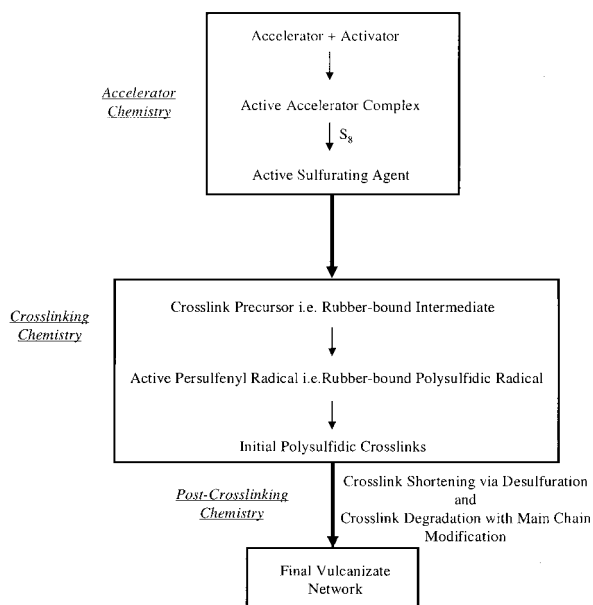 Accelerator + Activator
Accelerator
Chemistry
Active Accelerator Complex
S8
Active Sulfurating Agent
Crosslinking
Chemistry
Crosslink Precursor i.e. Rubber-bound Intermediate
Active Persulfenyl Radical i.e.Rubber-bound Polysulfidic Radical
Initial Polysulfidic Crosslinks
Post-Crosslinking
Chemistry
Crosslink Shortening via Desulfuration
and
Crosslink Degradation with Main Chain
Modification
Final Vulcanizate
Network